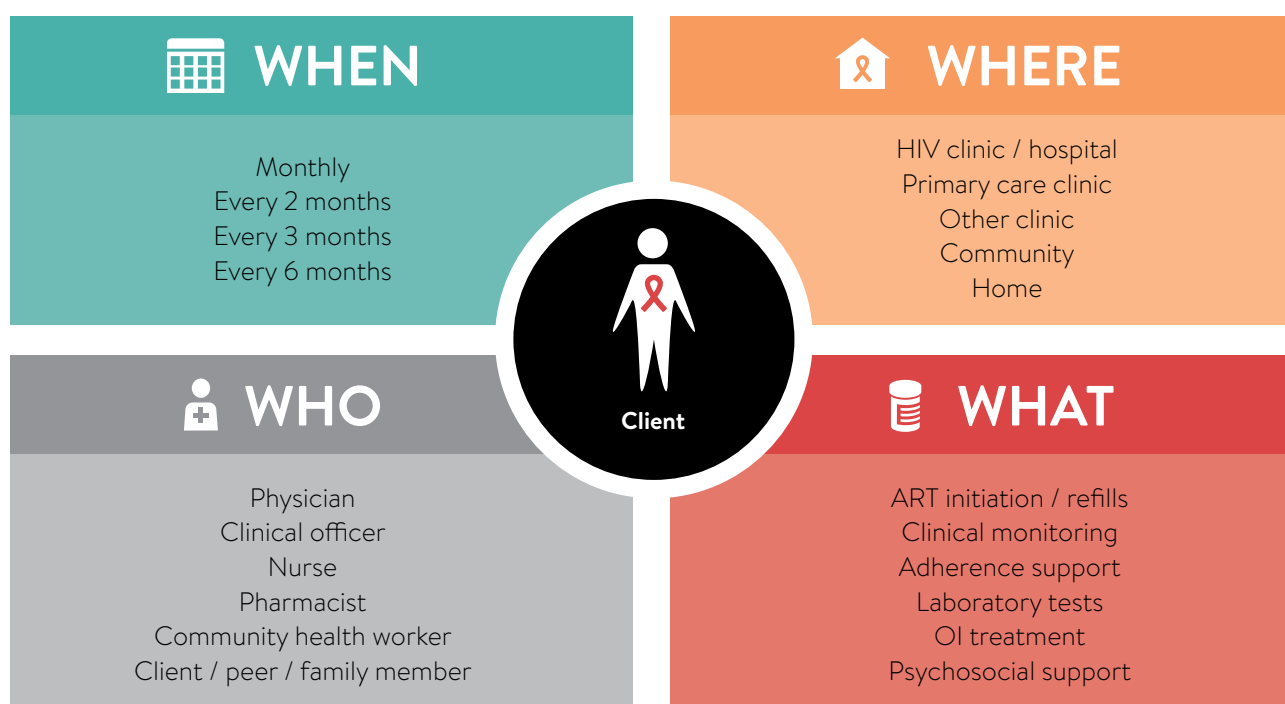 WHEN
Monthly
Every 2 months
Every 3 months
Every 6 months
WHERE
HIV clinic / hospital
Primary care clinic
Other clinic
Community
Home
Client
WHO
Physician
Clinical officer
Nurse
Pharmacist
Community health worker
Client / peer / family member
WHAT
ART initiation / refills
Clinical monitoring
Adherence support
Laboratory tests
OI treatment
Psychosocial support